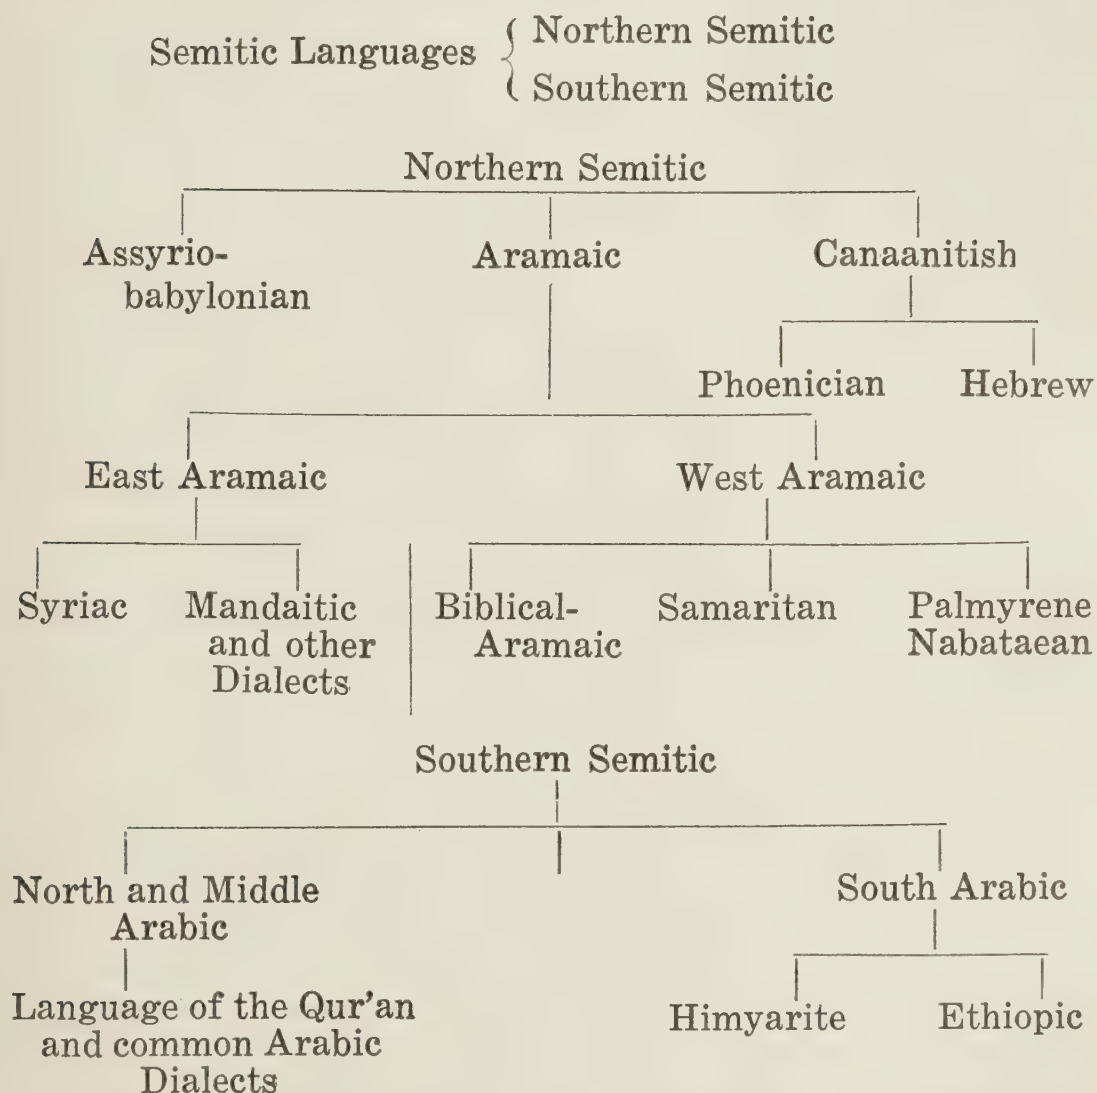 Semitic Languages { Northern Semitic
Southern Semitic
Northern Semitic
Assyrio-
babylonian
Aramaic
Canaanitish
Phoenician Hebrew
East Aramaic West Aramaic
Syriac
Mandaitic
and other
Dialects
Biblical-
Aramaic
Samaritan
Palmyrene
Nabataean
Southern Semitic
North and Middle
Arabic
South Arabic
Language of the Qur'an
and common Arabic
Dialects
Himyarite Ethiopic